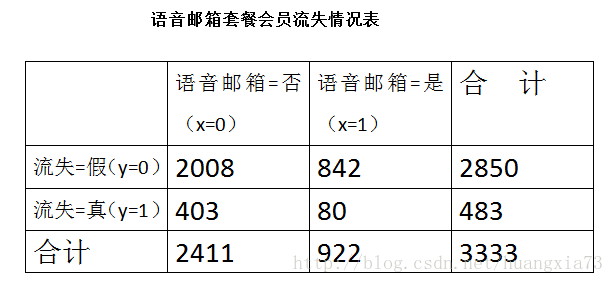 语音邮箱套餐会员流失情况表
语音邮箱=否 语音邮箱=是 合 计
（x=0） （x=1）
流失=假(y=0) 2008 842 2850
流失=真(y=1) 403 80 483
合计 2411 922 3333
http://blog.csdn.net/huangxia73